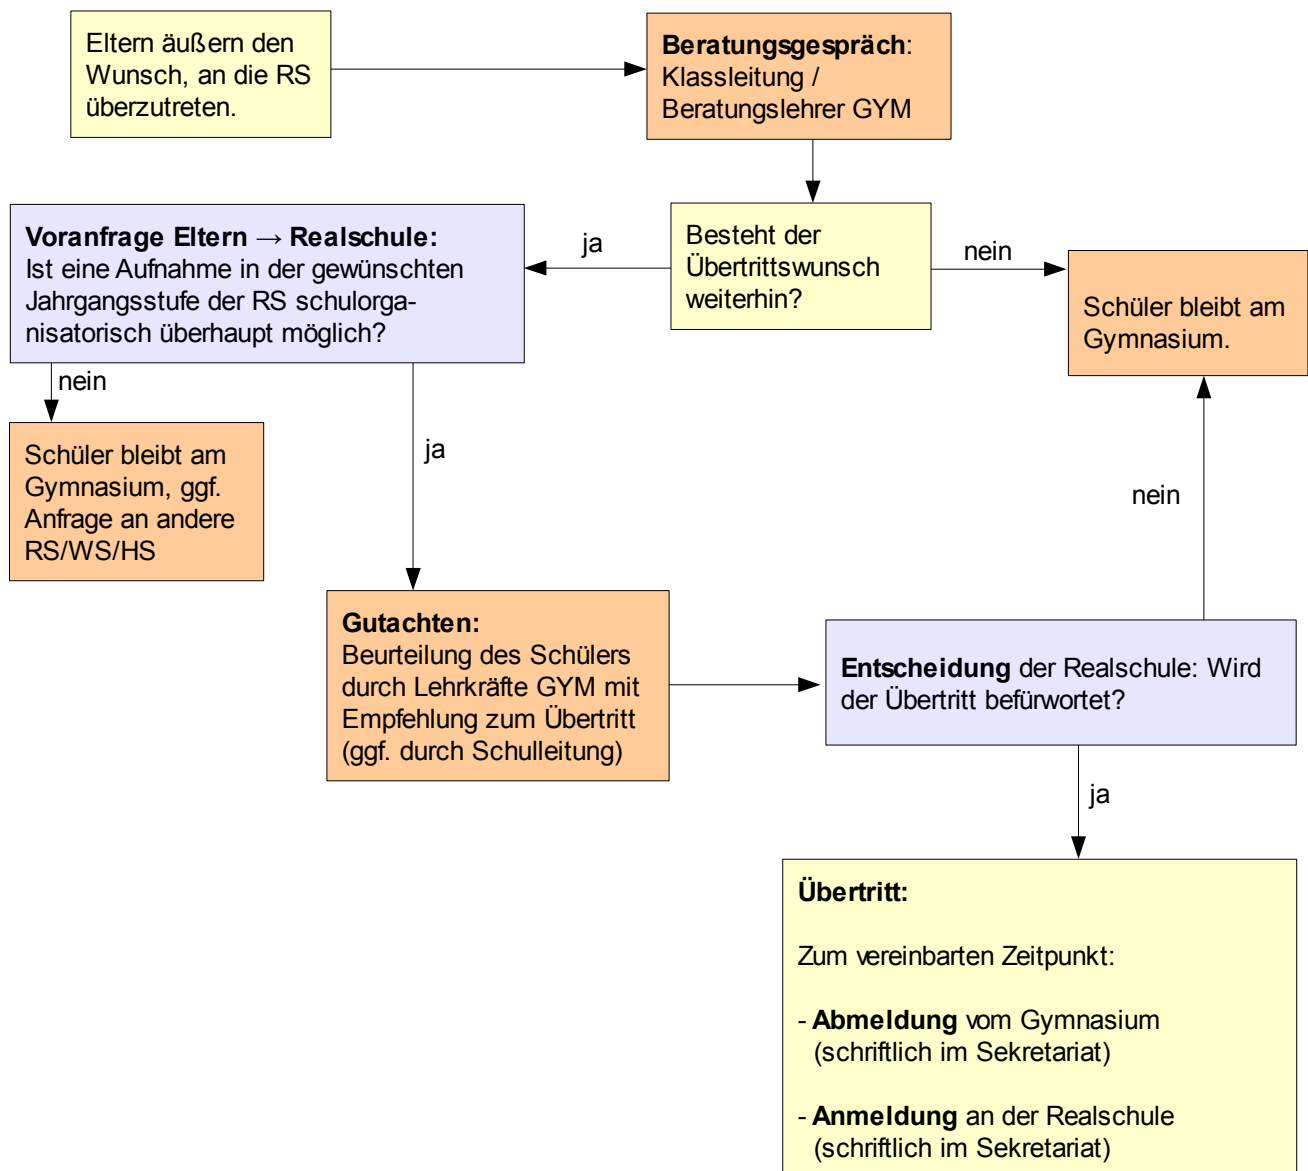 Eltern äußern den
Wunsch, an die RS
überzutreten.
Beratungsgespräch:
Klassleitung /
Beratungslehrer GYM
Voranfrage Eltern → Realschule:
Ist eine Aufnahme in der gewünschten
Jahrgangsstufe der RS schulorga-
nisatorisch überhaupt möglich?
ja
Besteht der
Übertrittswunsch
weiterhin?
nein
Schüler bleibt am
Gymnasium.
nein
Schüler bleibt am
Gymnasium, ggf.
Anfrage an andere
RS/WS/HS
ja
nein
Gutachten:
Beurteilung des Schülers
durch Lehrkräfte GYM mit
Empfehlung zum Übertritt
(ggf. durch Schulleitung)
Entscheidung der Realschule: Wird
der Übertritt befürwortet?
ja
Übertritt:
Zum vereinbarten Zeitpunkt:
- Abmeldung vom Gymnasium
(schriftlich im Sekretariat)
- Anmeldung an der Realschule
(schriftlich im Sekretariat)